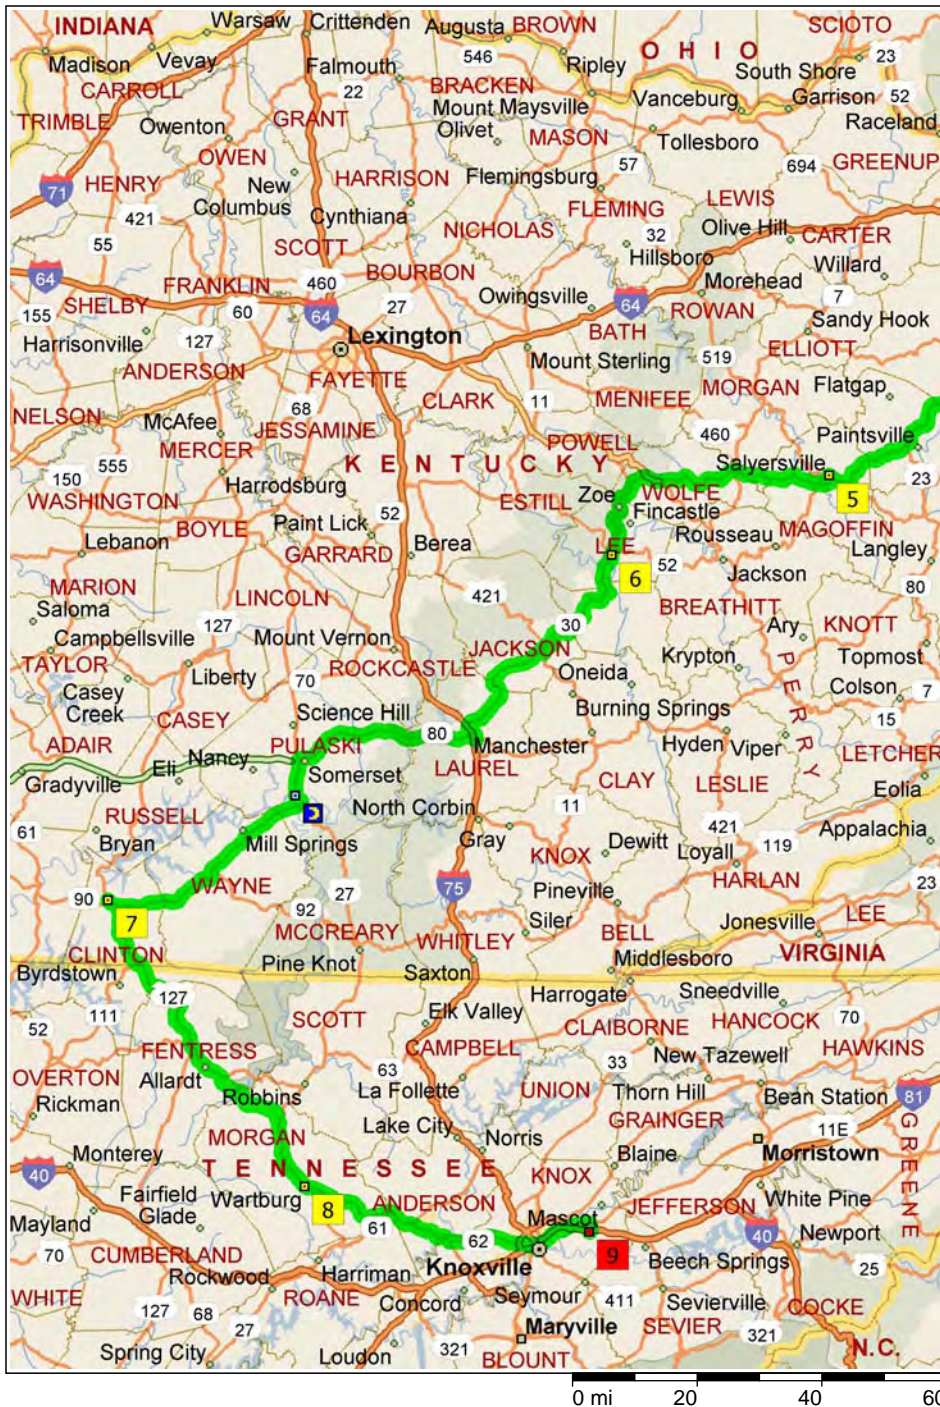 INDIANA
Warsaw
Crittenden
Augusta
BROWN
SCIOTO
Madison
Vevay
Falmouth
546
Ripley
OHIO
23
South Shore
CARROLL
22
BRACKEN
Vanceburg
Garrison
52
TRIMBLE
Owenton
GRANT
Mount Olivet
Maysville
MASON
Tollesboro
Raceland
OWEN
57
694
GREENUP
71
HENRY
New Columbus
HARRISON
Flemingsburg
LEWIS
421
Cynthiana
FLEMING
Olive Hill
55
SCOTT
NICHOLAS
32
Hillsboro
CARTER
64
FRANKLIN
460
BOURBON
Willard
SHELBY
60
64
27
Owingsville
64
Morehead
7
155
ROWAN
Sandy Hook
Harrisonville
127
Lexington
BATH
Mount Sterling
519
ELLIOTT
ANDERSON
FAYETTE
MORGAN
Flatgap
NELSON
McAfee
68
CLARK
11
MENIFEE
JESSAMINE
POWELL
460
Paintsville
MERCER
KENTUCKY
Salyersville
150
555
Harrodsburg
ESTILL
Zoe
WOLFE
5
23
WASHINGTON
Paint Lick
52
Fincastle
BOYLE
Rousseau
MAGOFFIN
Lebanon
GARRARD
Berea
LEE
52
Langley
6
Jackson
MARION
LINCOLN
421
80
Saloma
BREATHITT
127
30
Ary
KNOTT
Campbellsville
Mount Vernon
JACKSON
TAYLOR
Liberty
ROCKCASTLE
Oneida
Krypton
Topmost
Casey Creek
70
PERRY
Colson
7
CASEY
Science Hill
Burning Springs
15
ADAIR
Nancy
PULASKI
80
Manchester
Hyden
Viper
LETCHER
Gradyville
Eli
Somerset
LAUREL
CLAY
LESLIE
Eolia
RUSSELL
North Corbin
11
61
Bryan
Mill Springs
Gray
Dewitt
421
Appalachia
KNOX
Loyall
119
WAYNE
75
90
27
Pineville
HARLAN
23
7
92
Siler
Jonesville
LEE
MCCREARY
WHITLEY
BELL
CLINTON
VIRGINIA
Byrdstown
Pine Knot
Saxton
Middlesboro
127
Harrogate
Sneedville
111
Elk Valley
52
SCOTT
CLAIBORNE
HANCOCK
70
FENTRESS
CAMPBELL
33
New Tazewell
HAWKINS
OVERTON
Allardt
63
Rickman
Robbins
La Follette
UNION
Thorn Hill
Bean Station
81
GRAINGER
MORGAN
Lake City
Norris
11E
GREENE
Monterey
TENNESSEE
Blaine
Morristown
40
KNOX
Fairfield Glade
Wartburg
8
ANDERSON
JEFFERSON
White Pine
Mayland
61
Mascot
40
Newport
70
62
9
CUMBERLAND
Knoxville
Beech Springs
Rockwood
Harriman
25
WHITE
ROANE
Concord
Seymour
411
Sevierville
127
68
COCKE
27
Maryville
SEVIER
321
Spring City
Loudon
321
BLOUNT
N.C.
0 mi 20 40 60